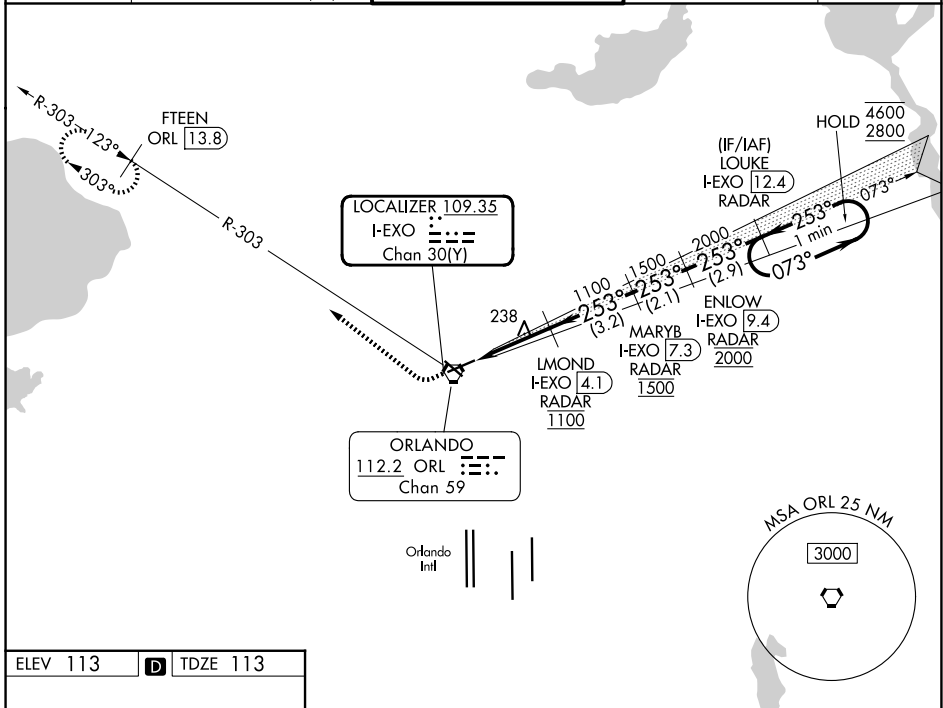 R-303
123°
303°
FTEEN
ORL 13.8
R-303
LOCALIZER 109.35
I-EXO
Chan 30(Y)
HOLD 4600
2800
(IF/IAF)
LOUKE
I-EXO 12.4
RADAR
073°
253°
1 min
073°
2000
253°
(2.9)
1500
253°
(2.1)
1100
253°
(3.2)
238
ENLOW
I-EXO 9.4
RADAR
2000
MARYB
I-EXO 7.3
RADAR
1500
LMOND
I-EXO 4.1
RADAR
1100
ORLANDO
112.2 ORL
Chan 59
Orlando
Intl
MSA ORL 25 NM
3000
ELEV 113 D TDZE 113